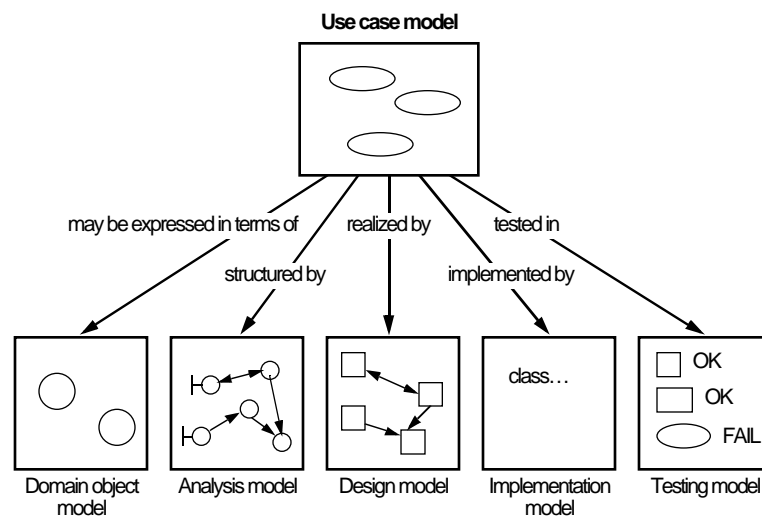 Use case model
may be expressed in terms of
realized by
tested in
structured by
implemented by
class…
OK
OK
FAIL
Domain object
model
Analysis model
Design model
Implementation
model
Testing model